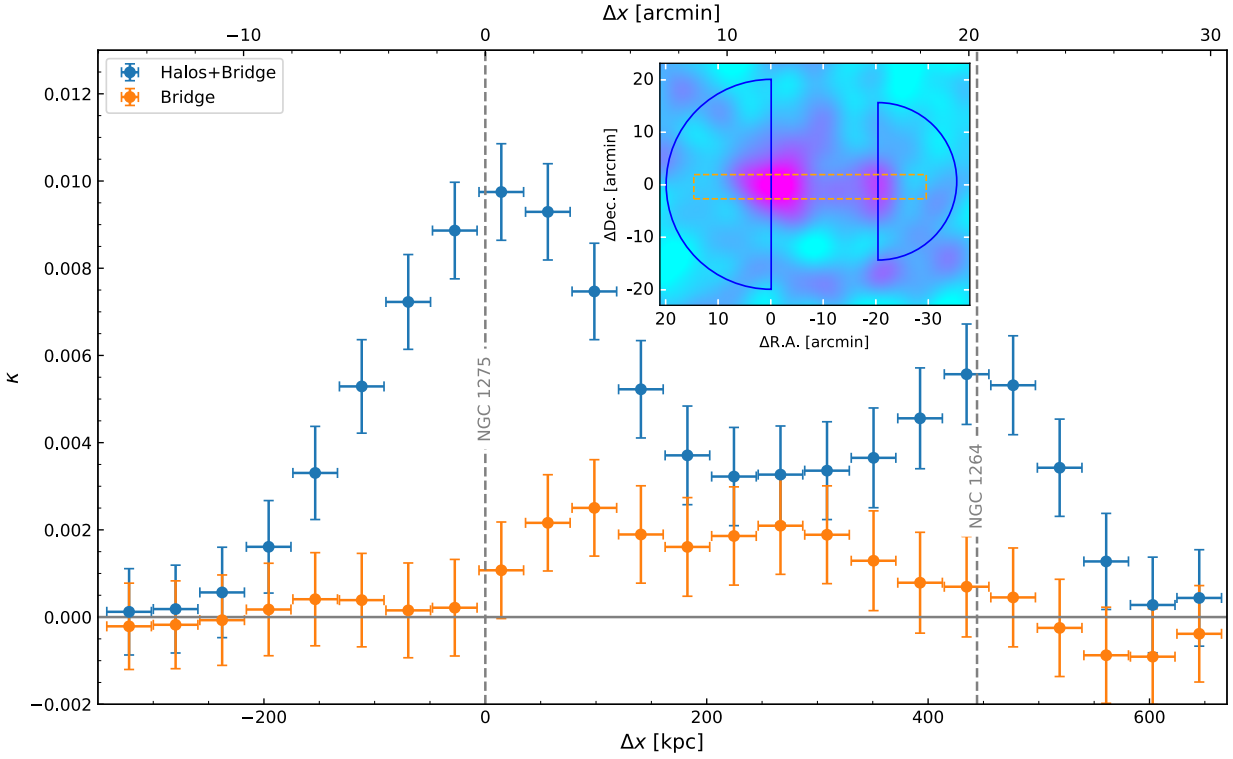 Δx [arcmin]
−10 0 10 20 30
Halos+Bridge
Bridge
0.012
0.010
0.008
0.006
0.004
0.002
0.000
−0.002
κ
20
10
0
-10
-20
ΔDec. [arcmin]
20 10 0 -10 -20 -30
ΔR.A. [arcmin]
NGC 1275
NGC 1264
−200 0 200 400 600
Δx [kpc]